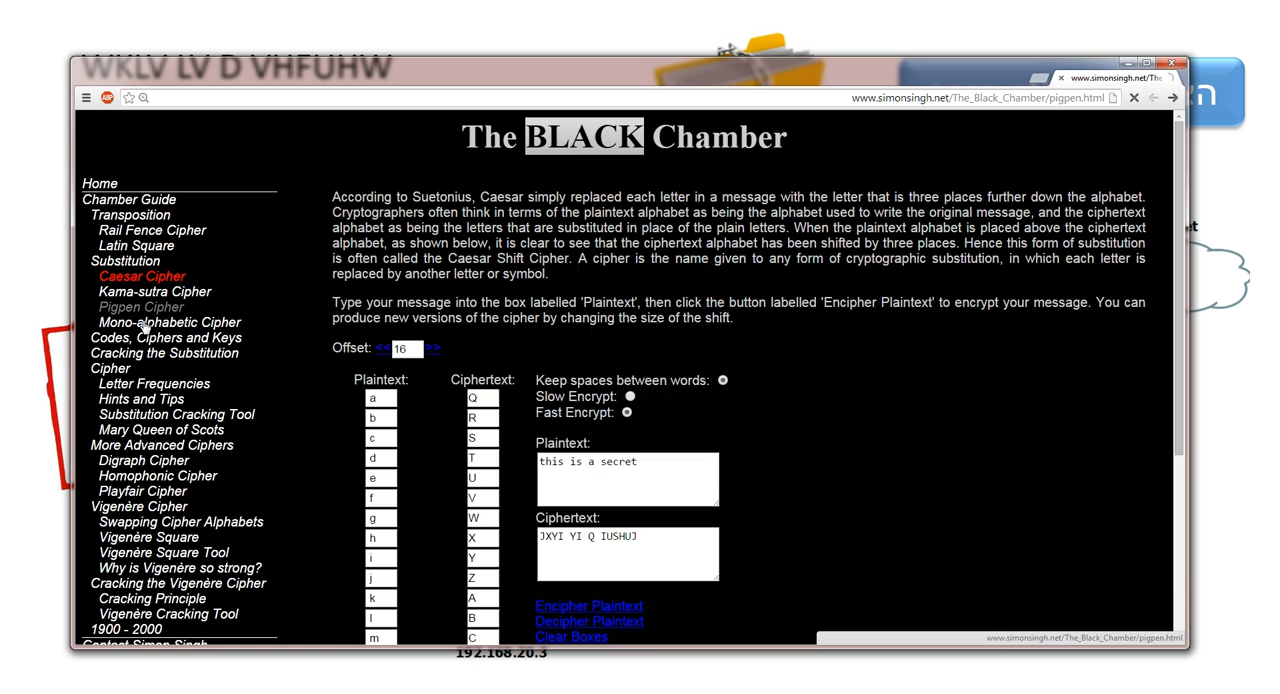 WKLV LV D VHFUHW
הצ
www.simonsingh.net/The
www.simonsingh.net/The_Black_Chamber/pigpen.html
The BLACK Chamber
Home
Chamber Guide
Transposition
Rail Fence Cipher
Latin Square
Substitution
Caesar Cipher
Kama-sutra Cipher
Pigpen Cipher
Mono-alphabetic Cipher
Codes, Ciphers and Keys
Cracking the Substitution
Cipher
Letter Frequencies
Hints and Tips
Substitution Cracking Tool
Mary Queen of Scots
More Advanced Ciphers
Digraph Cipher
Homophonic Cipher
Playfair Cipher
Vigenère Cipher
Swapping Cipher Alphabets
Vigenère Square
Vigenère Square Tool
Why is Vigenère so strong?
Cracking the Vigenère Cipher
Cracking Principle
Vigenère Cracking Tool
1900 - 2000
Contact Simon Singh
According to Suetonius, Caesar simply replaced each letter in a message with the letter that is three places further down the alphabet.
Cryptographers often think in terms of the plaintext alphabet as being the alphabet used to write the original message, and the ciphertext
alphabet as being the letters that are substituted in place of the plain letters. When the plaintext alphabet is placed above the ciphertext
alphabet, as shown below, it is clear to see that the ciphertext alphabet has been shifted by three places. Hence this form of substitution
is often called the Caesar Shift Cipher. A cipher is the name given to any form of cryptographic substitution, in which each letter is
replaced by another letter or symbol.
Type your message into the box labelled 'Plaintext', then click the button labelled 'Encipher Plaintext' to encrypt your message. You can
produce new versions of the cipher by changing the size of the shift.
Offset: << 16 >>
Plaintext: Ciphertext:
a Q
b R
c S
d T
e U
f V
g W
h X
i Y
j Z
k A
l B
m C
Keep spaces between words:
Slow Encrypt:
Fast Encrypt:
Plaintext:
this is a secret
Ciphertext:
JXYI YI Q IUSHUJ
Encipher Plaintext
Decipher Plaintext
Clear Boxes
www.simonsingh.net/The_Black_Chamber/pigpen.html
192.168.20.3